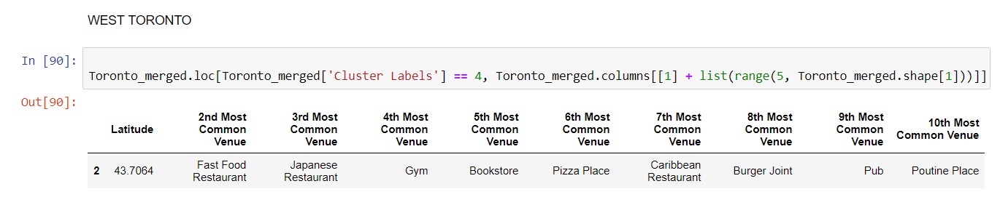 WEST TORONTO
In [90]:
Toronto_merged.loc[Toronto_merged['Cluster Labels'] == 4, Toronto_merged.columns[[1] + list(range(5, Toronto_merged.shape[1]))]]
Out[90]:
Latitude 2nd Most Common Venue 3rd Most Common Venue 4th Most Common Venue 5th Most Common Venue 6th Most Common Venue 7th Most Common Venue 8th Most Common Venue 9th Most Common Venue 10th Most Common Venue
2 43.7064 Fast Food Restaurant Japanese Restaurant Gym Bookstore Pizza Place Caribbean Restaurant Burger Joint Pub Poutine Place